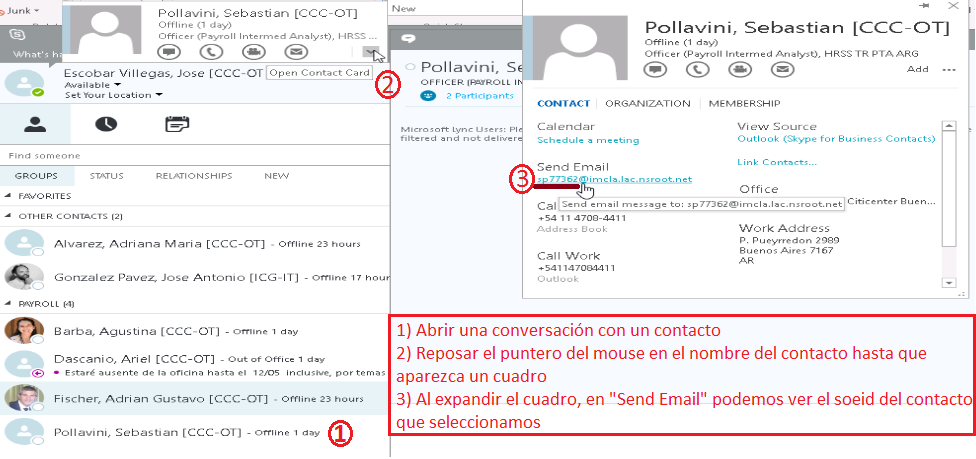 Junk
What's ha
Pollavini, Sebastian [CCC-OT]
Offline (1 day)
Officer (Payroll Intermed Analyst), HRSS
Open Contact Card
2
Escobar Villegas, Jose [CCC-OT
Available
Set Your Location
Find someone
GROUPS STATUS RELATIONSHIPS NEW
FAVORITES
OTHER CONTACTS (2)
Alvarez, Adriana Maria [CCC-OT] - Offline 23 hours
Gonzalez Pavez, Jose Antonio [ICG-IT] - Offline 17 hour
PAYROLL (4)
Barba, Agustina [CCC-OT] - Offline 1 day
Dascanio, Ariel [CCC-OT] - Out of Office 1 day
Estaré ausente de la oficina hasta el 12/05 inclusive, por temas
Fischer, Adrian Gustavo [CCC-OT] - Offline 23 hours
Pollavini, Sebastian [CCC-OT] - Offline 1 day
1
New
Pollavini, Se
OFFICER (PAYROLL IN
2 Participants
Microsoft Lync Users: Ple
filtered and not delivere
Pollavini, Sebastian [CCC-OT]
Offline (1 day)
Officer (Payroll Intermed Analyst), HRSS TR PTA ARG
Add
CONTACT ORGANIZATION MEMBERSHIP
Calendar
Schedule a meeting
3
Send Email
sp77362@imcla.lac.nsroot.net
Send email message to: sp77362@imcla.lac.nsroot.net
Cal
+54 11 4708-4411
Address Book
Call Work
+541147084411
Outlook
View Source
Outlook (Skype for Business Contacts)
Link Contacts...
Office
Citicenter Buen...
Work Address
P. Pueyrredon 2989
Buenos Aires 7167
AR
1) Abrir una conversación con un contacto
2) Reposar el puntero del mouse en el nombre del contacto hasta que
aparezca un cuadro
3) Al expandir el cuadro, en "Send Email" podemos ver el soeid del contacto
que seleccionamos